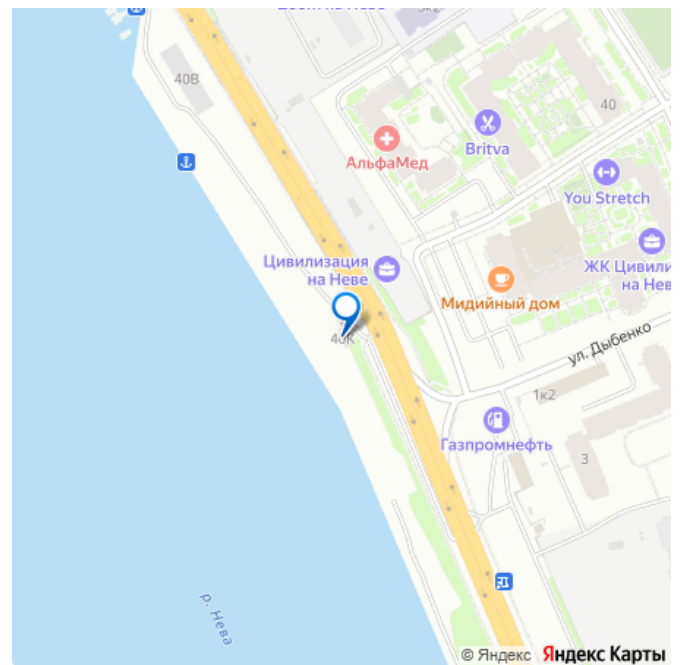 40В
5к2
40
Britva
АльфаМед
You Stretch
Цивилизация
на Неве
ЖК Цивили
на Нев
Мидийный дом
40К
ул. Дыбенко
1к2
Газпромнефть
3
р. Нева
© Яндекс Яндекс Карты